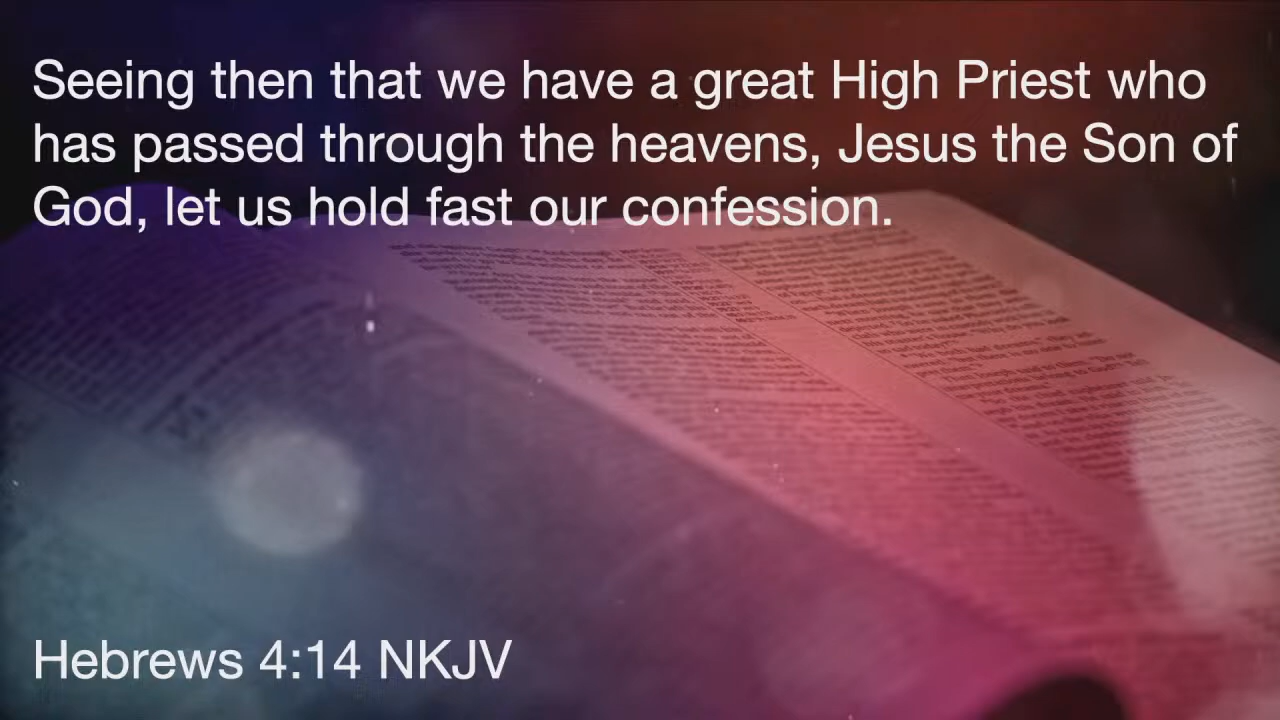 Seeing then that we have a great High Priest who
has passed through the heavens, Jesus the Son of
God, let us hold fast our confession.
Hebrews 4:14 NKJV